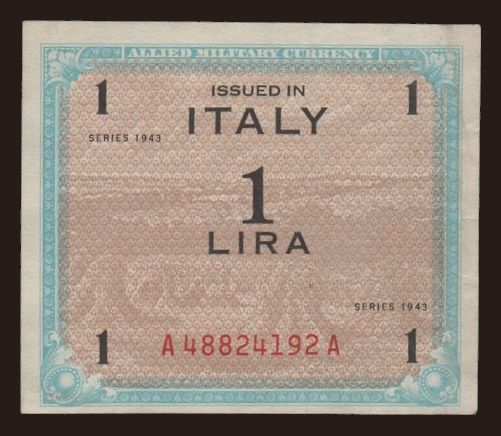 ALLIED MILITARY CURRENCY
1 ISSUED IN 1
ITALY
SERIES 1943
1
LIRA
SERIES 1943
1 A 48824192 A 1